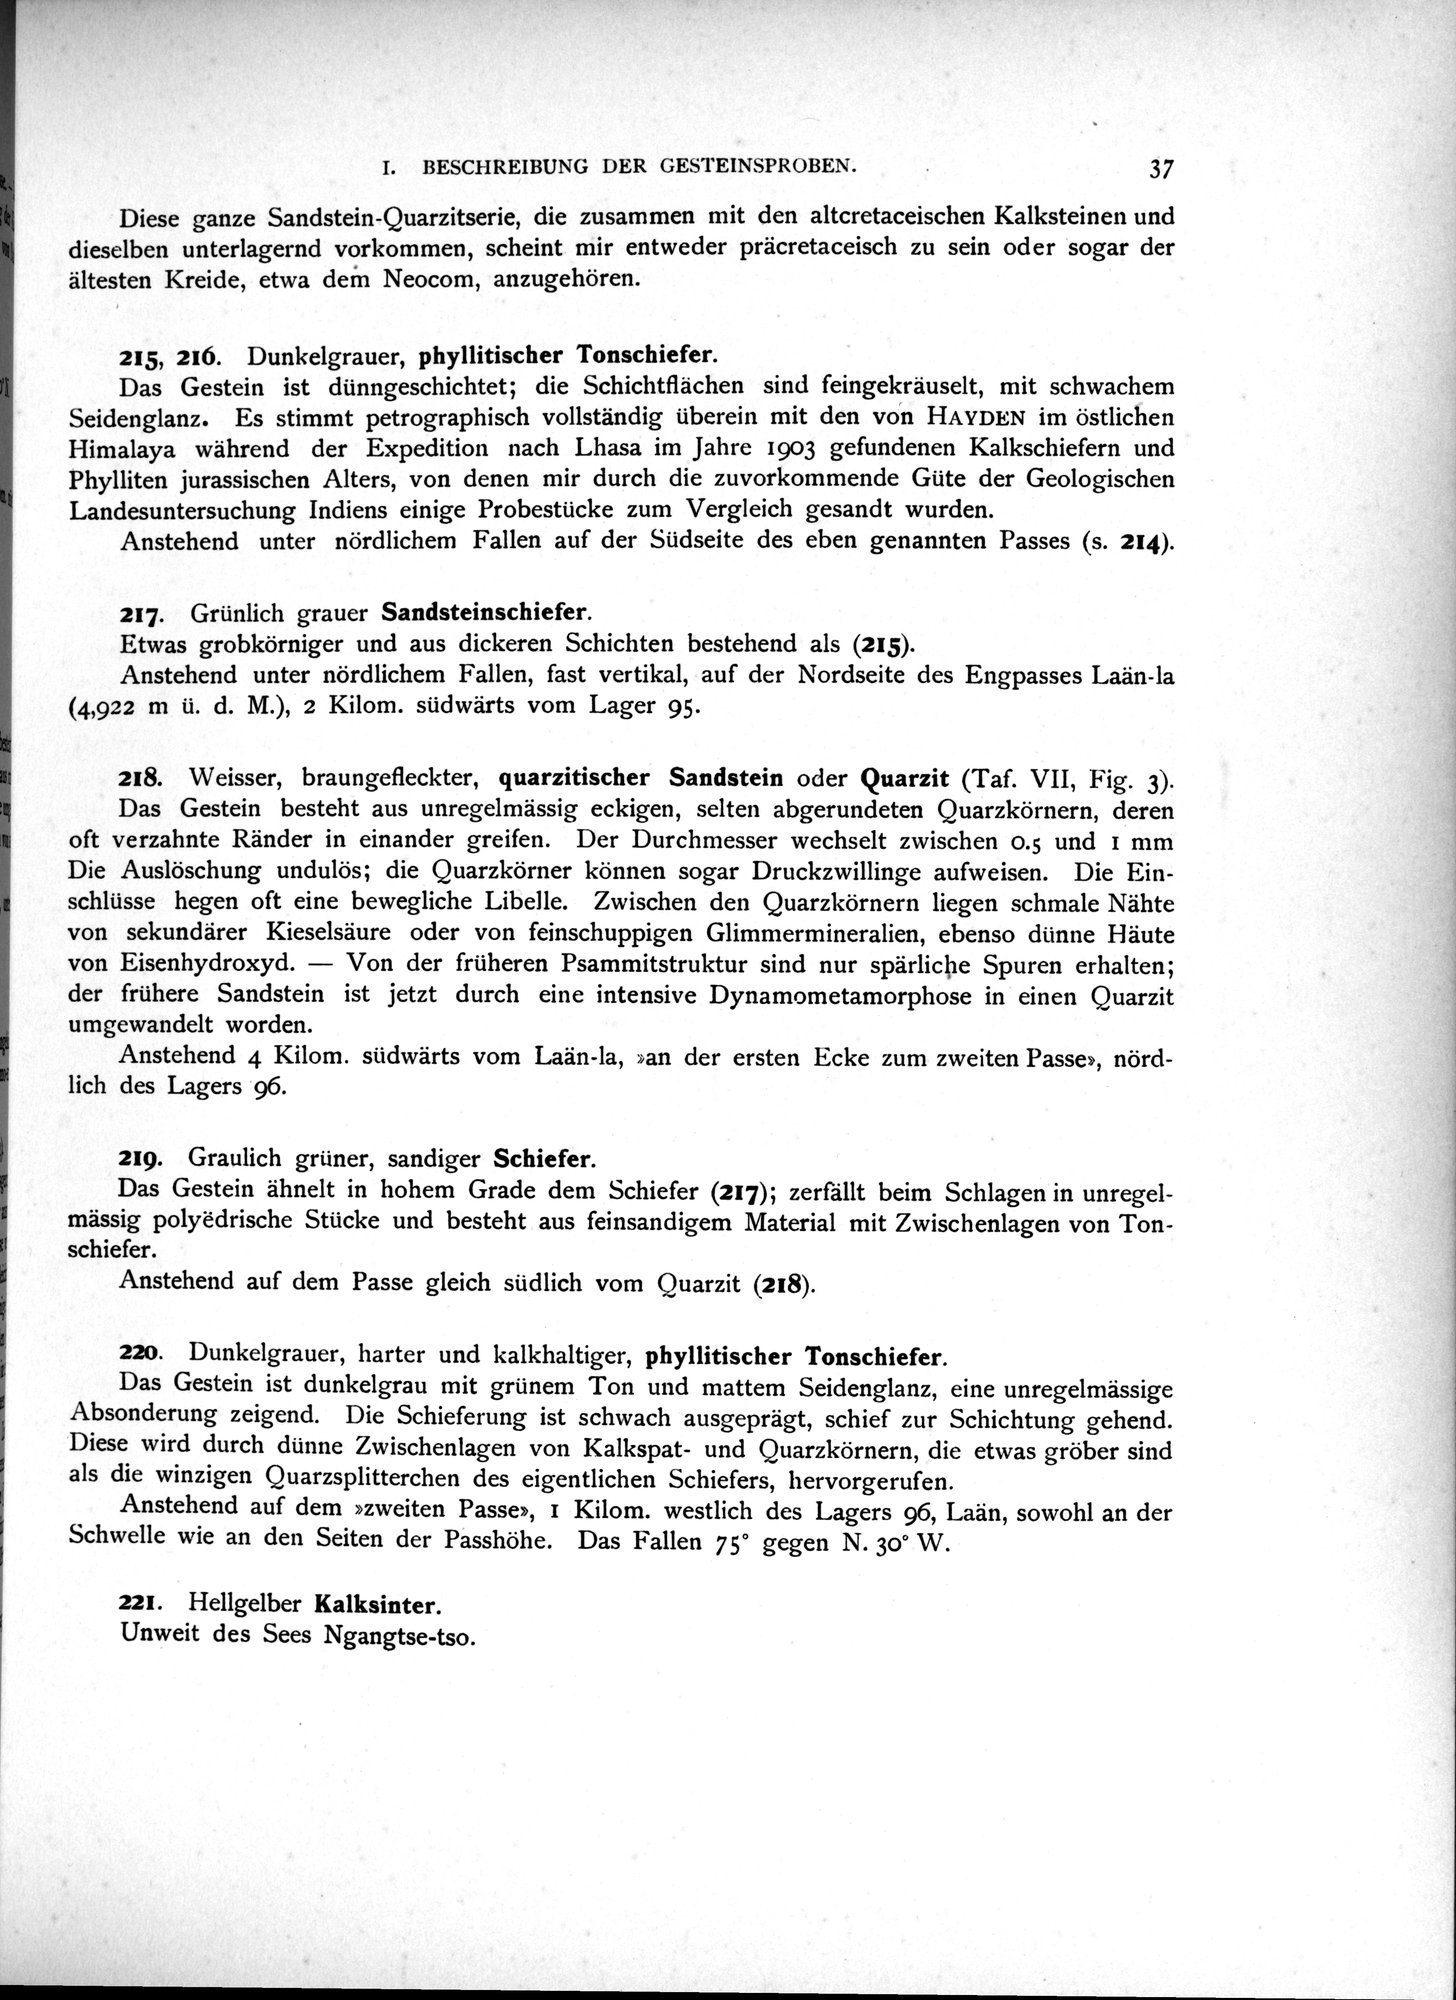 I. BESCHREIBUNG DER GESTEINSPROBEN. 37
Diese ganze Sandstein-Quarzitserie, die zusammen mit den altcretaceischen Kalksteinen und
dieselben unterlagernd vorkommen, scheint mir entweder präcretaceisch zu sein oder sogar der
ältesten Kreide, etwa dem Neocom, anzugehören.
215, 216. Dunkelgrauer, phyllitischer Tonschiefer.
Das Gestein ist dünngeschichtet; die Schichtflächen sind feingekräuselt, mit schwachem
Seidenglanz. Es stimmt petrographisch vollständig überein mit den von HAYDEN im östlichen
Himalaya während der Expedition nach Lhasa im Jahre 1903 gefundenen Kalkschiefern und
Phylliten jurassischen Alters, von denen mir durch die zuvorkommende Güte der Geologischen
Landesuntersuchung Indiens einige Probestücke zum Vergleich gesandt wurden.
Anstehend unter nördlichem Fallen auf der Südseite des eben genannten Passes (s. 214).
217. Grünlich grauer Sandsteinschiefer.
Etwas grobkörniger und aus dickeren Schichten bestehend als (215).
Anstehend unter nördlichem Fallen, fast vertikal, auf der Nordseite des Engpasses Laän-la
(4,922 m ü. d. M.), 2 Kilom. südwärts vom Lager 95.
218. Weisser, braungefleckter, quarzitischer Sandstein oder Quarzit (Taf. VII, Fig. 3).
Das Gestein besteht aus unregelmässig eckigen, selten abgerundeten Quarzkörnern, deren
oft verzahnte Ränder in einander greifen. Der Durchmesser wechselt zwischen 0.5 und 1 mm
Die Auslöschung undulös; die Quarzkörner können sogar Druckzwillinge aufweisen. Die Ein-
schlüsse hegen oft eine bewegliche Libelle. Zwischen den Quarzkörnern liegen schmale Nähte
von sekundärer Kieselsäure oder von feinschuppigen Glimmermineralien, ebenso dünne Häute
von Eisenhydroxyd. — Von der früheren Psammitstruktur sind nur spärliche Spuren erhalten;
der frühere Sandstein ist jetzt durch eine intensive Dynamometamorphose in einen Quarzit
umgewandelt worden.
Anstehend 4 Kilom. südwärts vom Laän-la, »an der ersten Ecke zum zweiten Passe», nörd-
lich des Lagers 96.
219. Graulich grüner, sandiger Schiefer.
Das Gestein ähnelt in hohem Grade dem Schiefer (217); zerfällt beim Schlagen in unregel-
mässig polyëdrische Stücke und besteht aus feinsandigem Material mit Zwischenlagen von Ton-
schiefer.
Anstehend auf dem Passe gleich südlich vom Quarzit (218).
220. Dunkelgrauer, harter und kalkhaltiger, phyllitischer Tonschiefer.
Das Gestein ist dunkelgrau mit grünem Ton und mattem Seidenglanz, eine unregelmässige
Absonderung zeigend. Die Schieferung ist schwach ausgeprägt, schief zur Schichtung gehend.
Diese wird durch dünne Zwischenlagen von Kalkspat- und Quarzkörnern, die etwas gröber sind
als die winzigen Quarzsplitterchen des eigentlichen Schiefers, hervorgerufen.
Anstehend auf dem »zweiten Passe», 1 Kilom. westlich des Lagers 96, Laän, sowohl an der
Schwelle wie an den Seiten der Passhöhe. Das Fallen 75° gegen N. 30° W.
221. Hellgelber Kalksinter.
Unweit des Sees Ngangtse-tso.